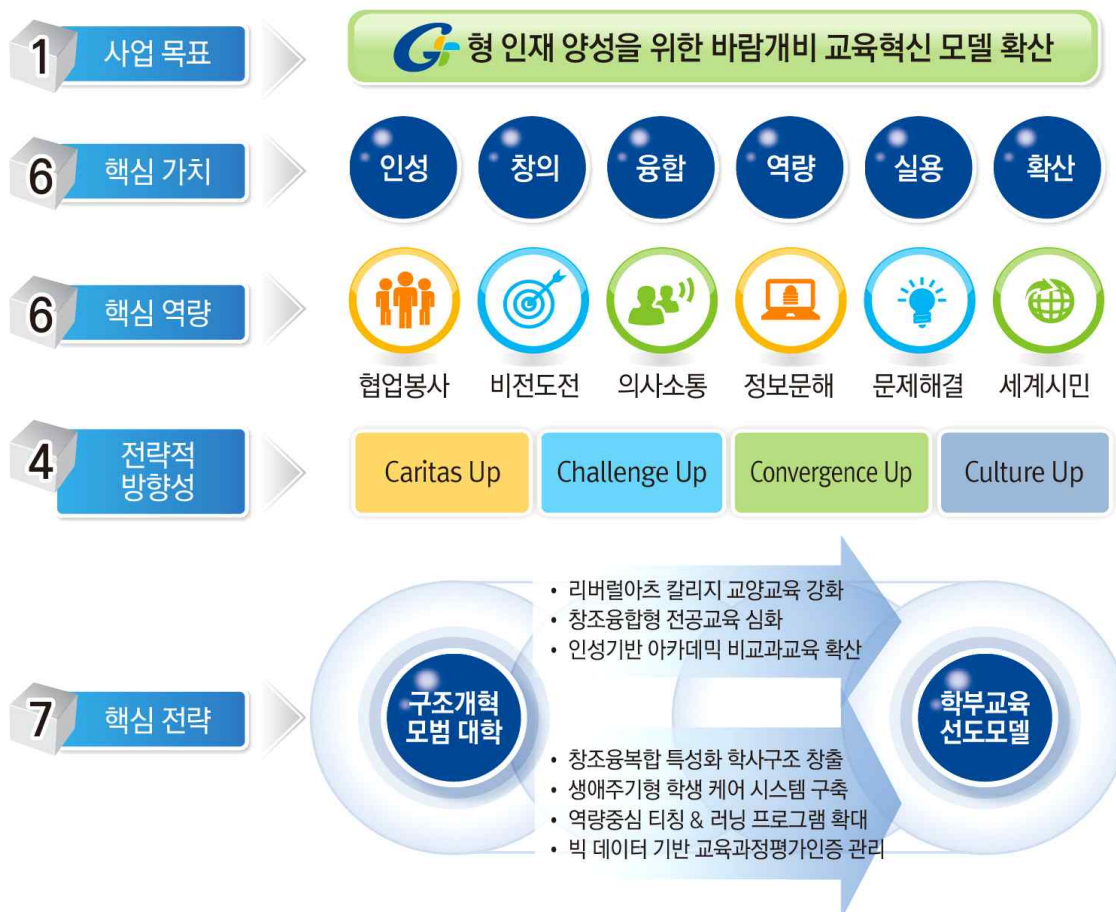 1 사업 목표
G+형 인재 양성을 위한 바람개비 교육혁신 모델 확산
6 핵심 가치
인성 창의 융합 역량 실용 확산
6 핵심 역량
협업봉사 비전도전 의사소통 정보문해 문제해결 세계시민
4 전략적
방향성
Caritas Up Challenge Up Convergence Up Culture Up
7 핵심 전략
구조개혁
모범 대학
• 리버럴아츠 칼리지 교양교육 강화
• 창조융합형 전공교육 심화
• 인성기반 아카데믹 비교과교육 확산
• 창조융복합 특성화 학사구조 창출
• 생애주기형 학생 케어 시스템 구축
• 역량중심 티칭 & 러닝 프로그램 확대
• 빅 데이터 기반 교육과정평가인증 관리
학부교육
선도모델